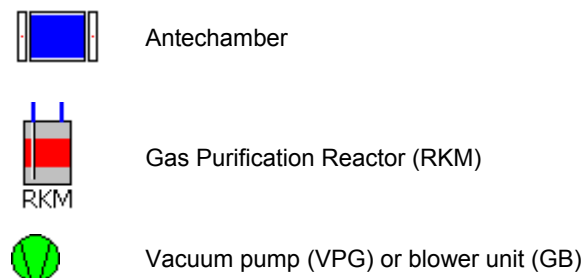 Antechamber
RKM
Gas Purification Reactor (RKM)
Vacuum pump (VPG) or blower unit (GB)